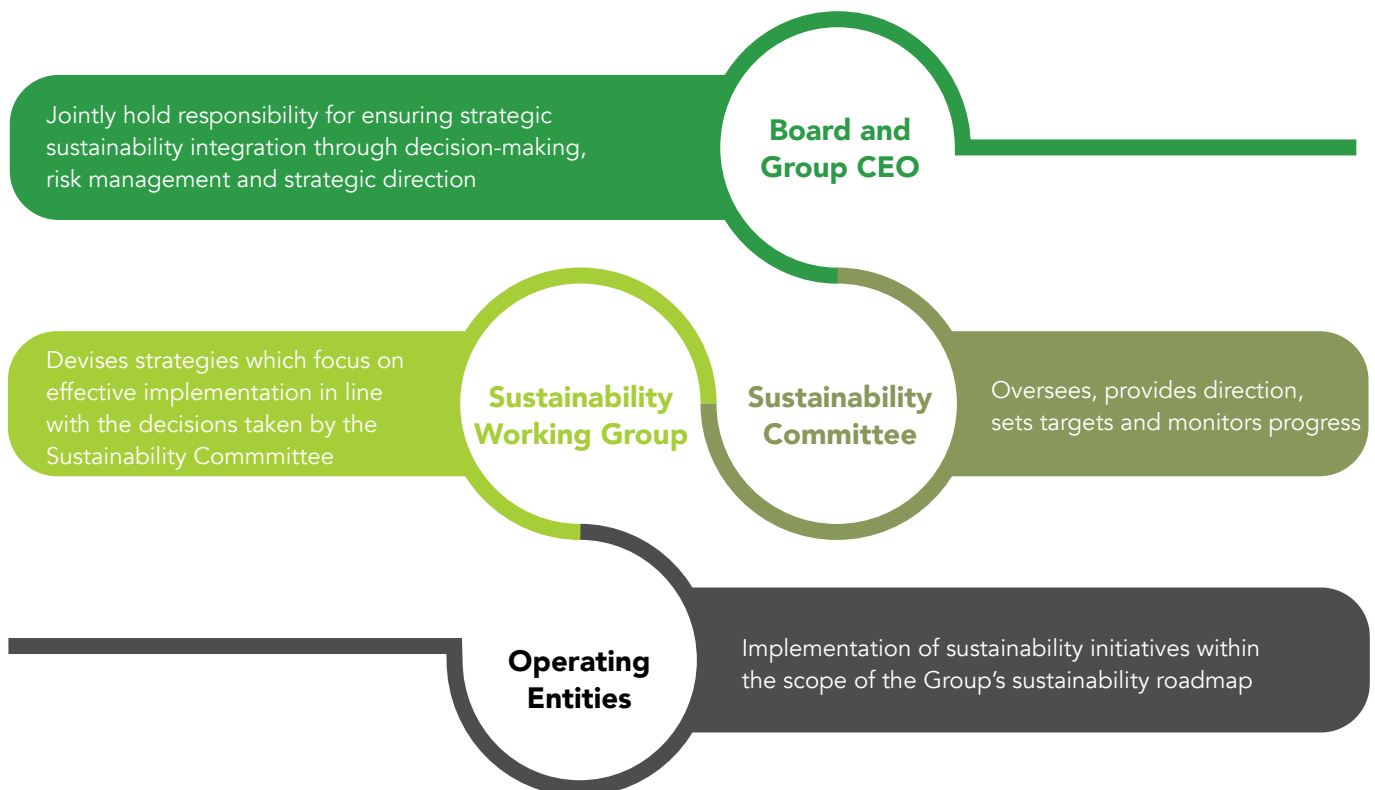 Jointly hold responsibility for ensuring strategic
sustainability integration through decision-making,
risk management and strategic direction
Board and
Group CEO
Devises strategies which focus on
effective implementation in line
with the decisions taken by the
Sustainability Commmittee
Sustainability
Working Group
Sustainability
Committee
Oversees, provides direction,
sets targets and monitors progress
Operating
Entities
Implementation of sustainability initiatives within
the scope of the Group's sustainability roadmap